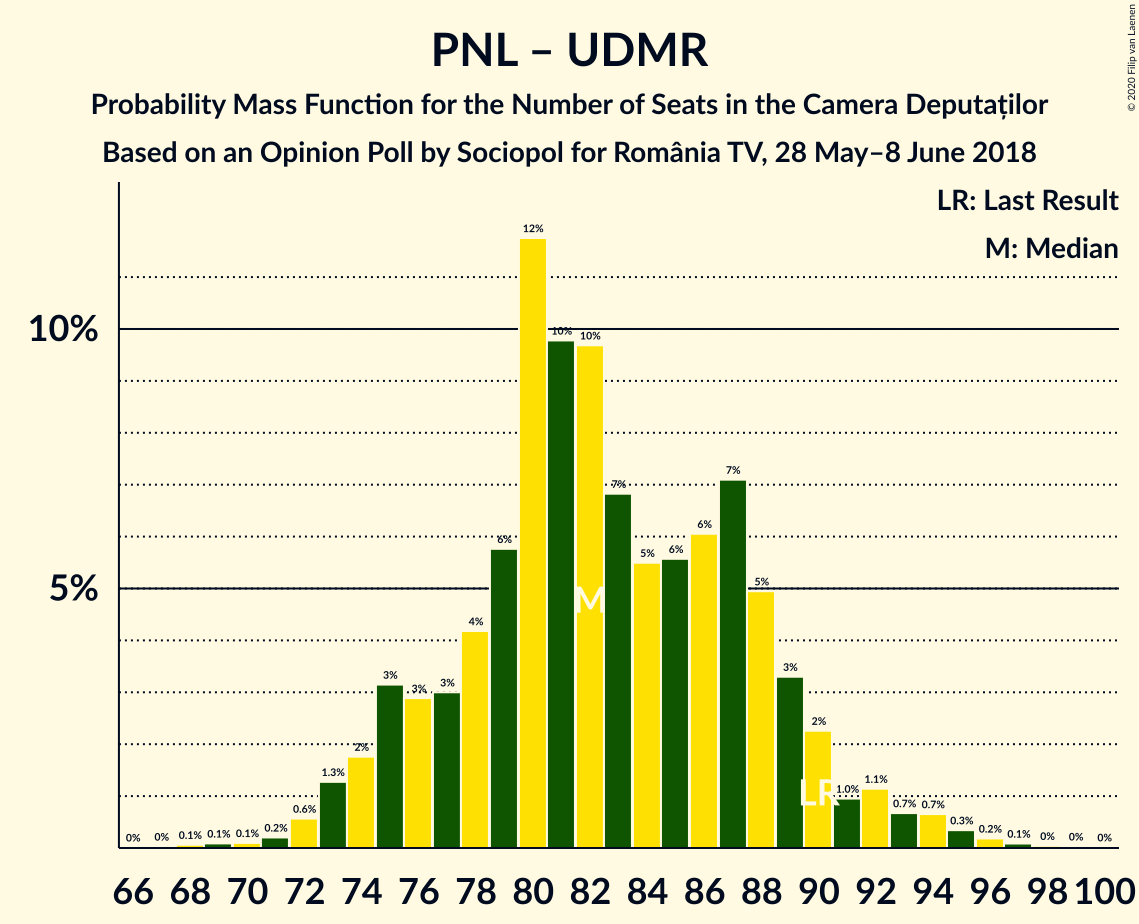 PNL – UDMR
Probability Mass Function for the Number of Seats in the Camera Deputaților
Based on an Opinion Poll by Sociopol for România TV, 28 May–8 June 2018
© 2020 Filip van Laenen
LR: Last Result
M: Median
10%
5%
0% 0% 0.1% 0.1% 0.1% 0.2% 0.6% 1.3% 2% 3% 3% 3% 4% 6% 12% 10% 10% 7% 5% 6% 6% 7% 5% 3% 2% 1.0% 1.1% 0.7% 0.7% 0.3% 0.2% 0.1% 0% 0% 0%
M
LR
66 68 70 72 74 76 78 80 82 84 86 88 90 92 94 96 98 100